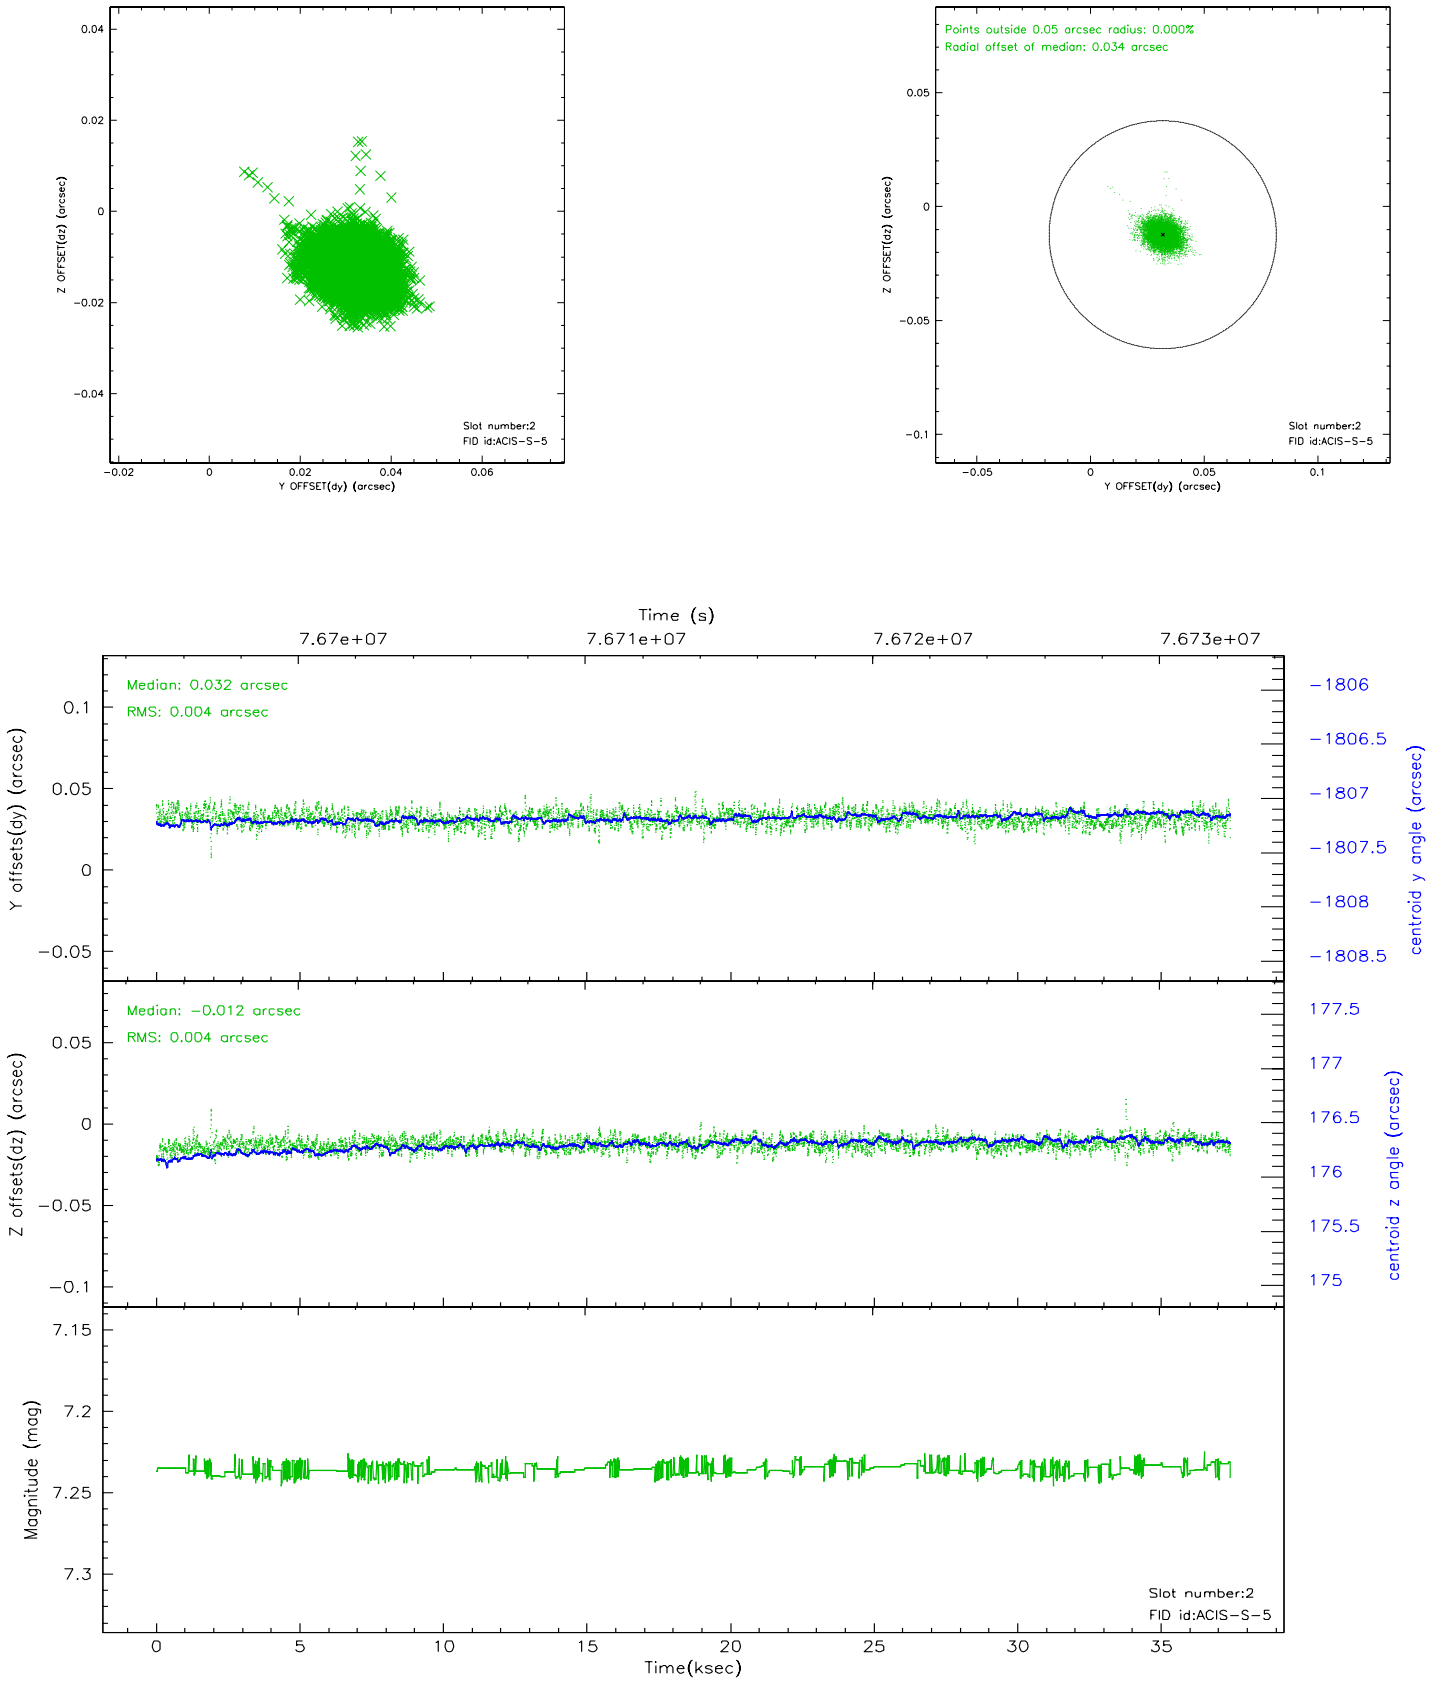 0.04
0.02
0
−0.02
−0.04
Z OFFSET(dz) (arcsec)
Slot number:2
FID id:ACIS−S−5
−0.02
0
0.02
0.04
0.06
Y OFFSET(dy) (arcsec)
Points outside 0.05 arcsec radius: 0.000%
Radial offset of median: 0.034 arcsec
0.05
0
−0.05
−0.1
Z OFFSET(dz) (arcsec)
Slot number:2
FID id:ACIS−S−5
−0.05
0
0.05
0.1
Y OFFSET(dy) (arcsec)
Time (s)
7.67e+07
7.671e+07
7.672e+07
7.673e+07
Median: 0.032 arcsec
RMS: 0.004 arcsec
0.1
0.05
0
−0.05
Y offsets(dy) (arcsec)
−1806
−1806.5
−1807
−1807.5
−1808
−1808.5
centroid y angle (arcsec)
Median: −0.012 arcsec
RMS: 0.004 arcsec
0.05
0
−0.05
−0.1
Z offsets(dz) (arcsec)
177.5
177
176.5
176
175.5
175
centroid z angle (arcsec)
7.15
7.2
7.25
7.3
Magnitude (mag)
Slot number:2
FID id:ACIS−S−5
0
5
10
15
20
25
30
35
Time(ksec)